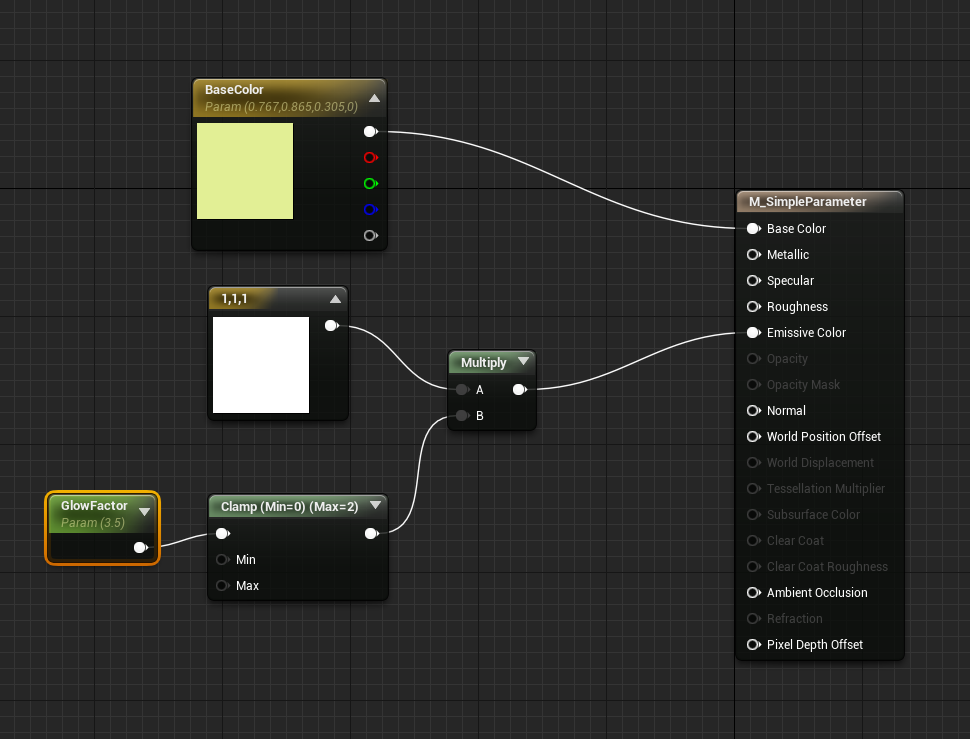 BaseColor
Param (0.767,0.865,0.305,0)
1,1,1
Multiply
A
B
GlowFactor
Param (3.5)
Clamp (Min=0) (Max=2)
Min
Max
M_SimpleParameter
Base Color
Metallic
Specular
Roughness
Emissive Color
Opacity
Opacity Mask
Normal
World Position Offset
World Displacement
Tessellation Multiplier
Subsurface Color
Clear Coat
Clear Coat Roughness
Ambient Occlusion
Refraction
Pixel Depth Offset